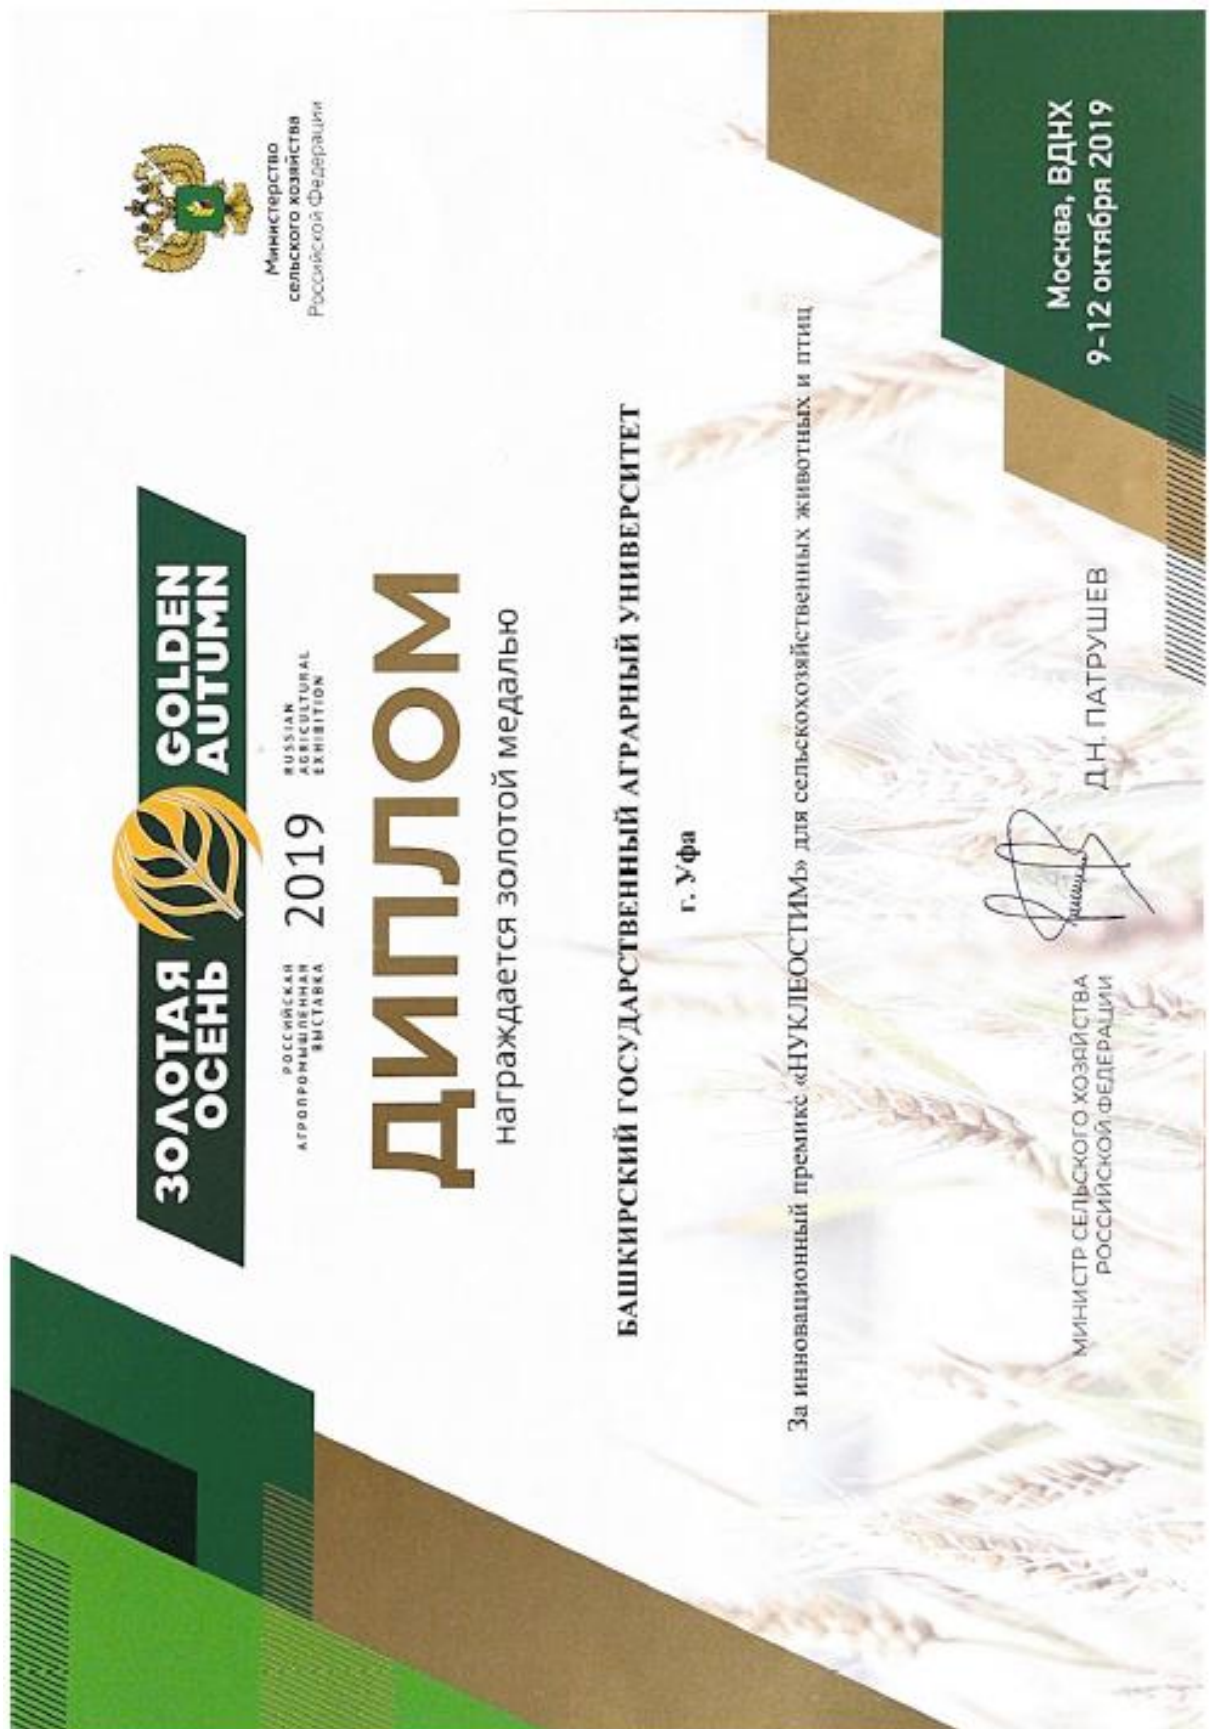 ЗОЛОТАЯ
ОСЕНЬ
GOLDEN
AUTUMN
РОССИЙСКАЯ
АГРОПРОМЫШЛЕННАЯ
ВЫСТАВКА
2019
RUSSIAN
AGRICULTURAL
EXHIBITION
Министерство
сельского хозяйства
Российской Федерации
ДИПЛОМ
награждается золотой медалью
БАШКИРСКИЙ ГОСУДАРСТВЕННЫЙ АГРАРНЫЙ УНИВЕРСИТЕТ
г. Уфа
За инновационный премикс «НУКЛЕОСТИМ» для сельскохозяйственных животных и птиц
МИНИСТР СЕЛЬСКОГО ХОЗЯЙСТВА
РОССИЙСКОЙ ФЕДЕРАЦИИ
Д.Н. ПАТРУШЕВ
Москва, ВДНХ
9-12 октября 2019